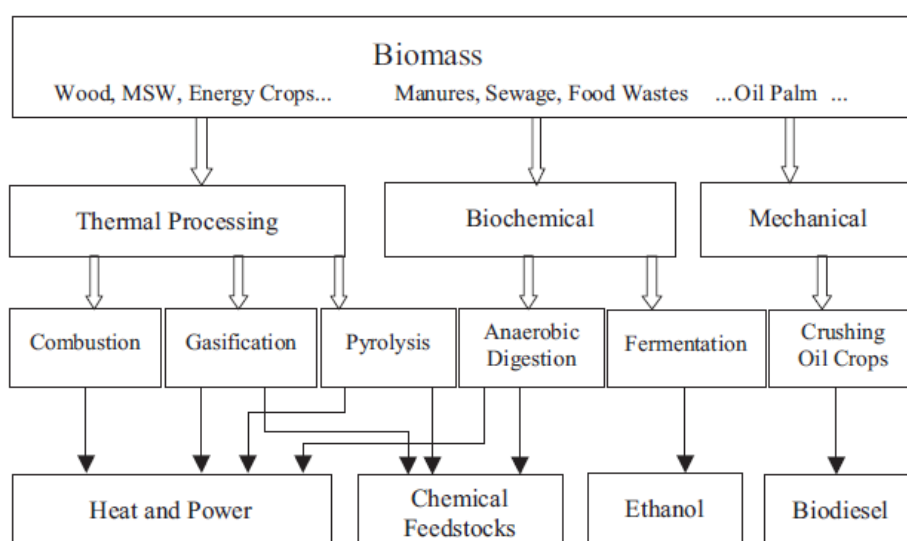 Biomass
Wood, MSW, Energy Crops... Manures, Sewage, Food Wastes ...Oil Palm ...
Thermal Processing Biochemical Mechanical
Combustion Gasification Pyrolysis Anaerobic Digestion Fermentation Crushing Oil Crops
Heat and Power Chemical Feedstocks Ethanol Biodiesel